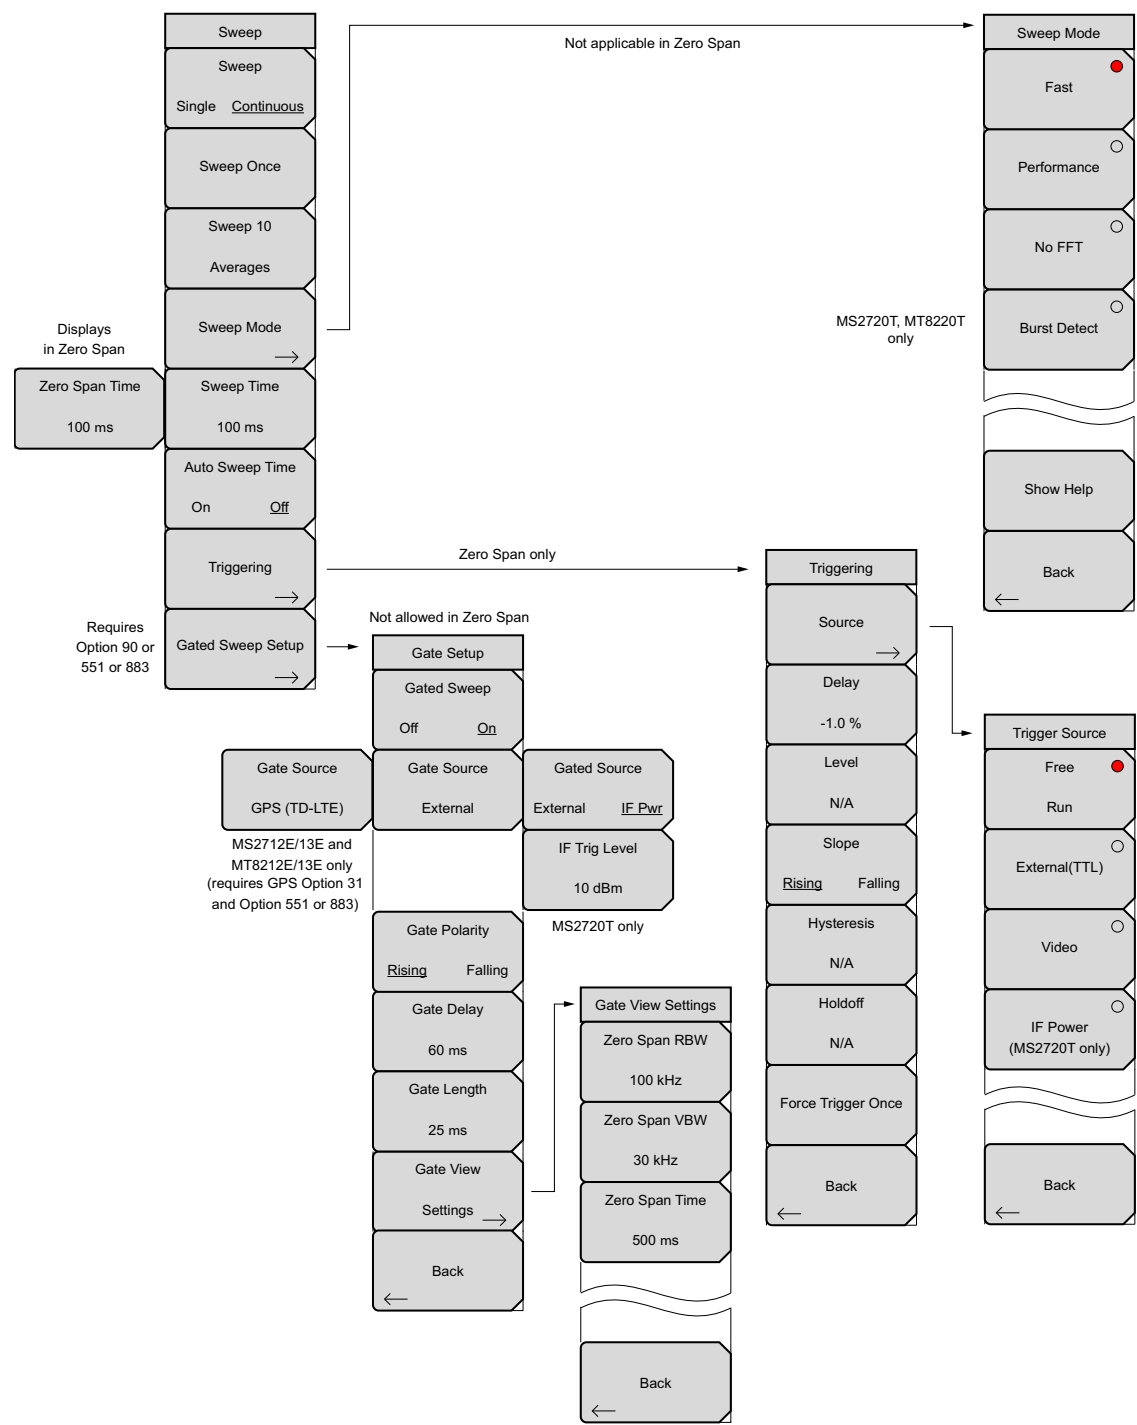 Sweep
Sweep
Single Continuous
Sweep Once
Sweep 10
Averages
Sweep Mode
Displays
in Zero Span
Zero Span Time
100 ms
Sweep Time
100 ms
Auto Sweep Time
On Off
Triggering
Requires
Option 90 or
551 or 883
Gated Sweep Setup
Not applicable in Zero Span
Sweep Mode
Fast
Performance
No FFT
MS2720T, MT8220T
only
Burst Detect
Show Help
Back
Zero Span only
Not allowed in Zero Span
Gate Setup
Gated Sweep
Off On
Gate Source
GPS (TD-LTE)
MS2712E/13E and
MT8212E/13E only
(requires GPS Option 31
and Option 551 or 883)
Gate Source
External
Gated Source
External IF Pwr
IF Trig Level
10 dBm
MS2720T only
Gate Polarity
Rising Falling
Gate Delay
60 ms
Gate Length
25 ms
Gate View
Settings
Back
Gate View Settings
Zero Span RBW
100 kHz
Zero Span VBW
30 kHz
Zero Span Time
500 ms
Back
Triggering
Source
Delay
-1.0 %
Level
N/A
Slope
Rising Falling
Hysteresis
N/A
Holdoff
N/A
Force Trigger Once
Back
Trigger Source
Free
Run
External(TTL)
Video
IF Power
(MS2720T only)
Back